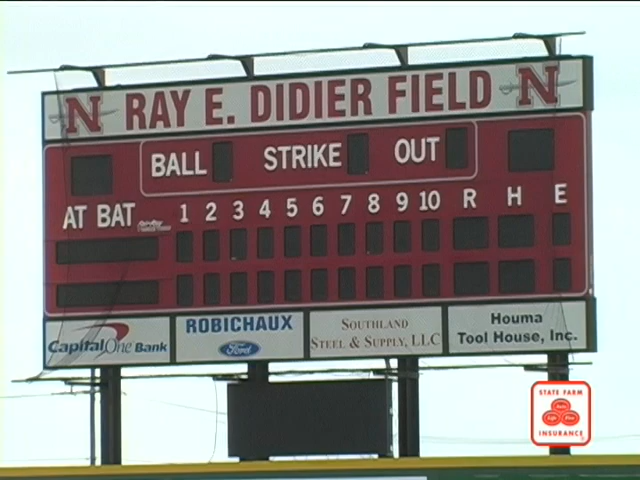 N RAY E. DIDIER FIELD N
BALL STRIKE OUT
AT BAT 1 2 3 4 5 6 7 8 9 10 R H E
Capital One Bank
ROBICHAUX
Ford
SOUTHLAND
STEEL & SUPPLY, LLC
Houma
Tool House, Inc.
STATE FARM
INSURANCE